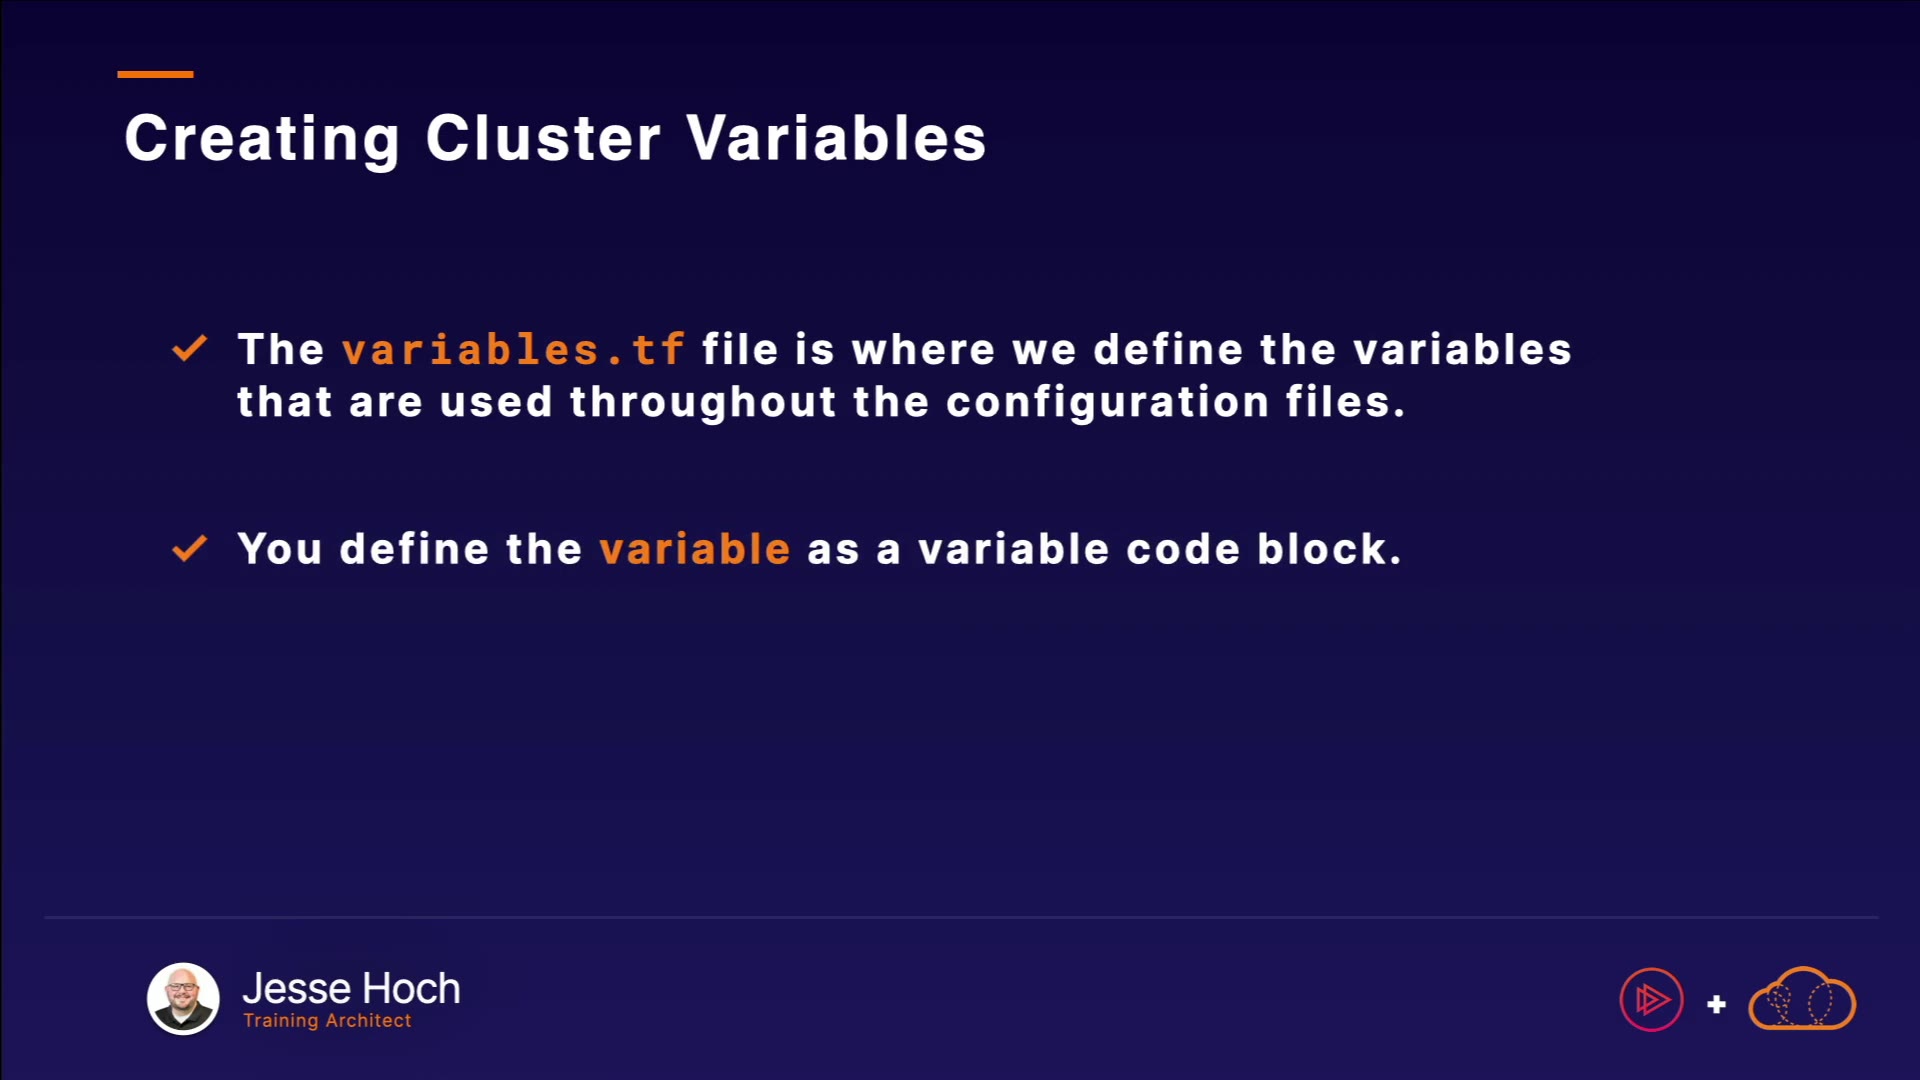 Creating Cluster Variables
The variables.tf file is where we define the variables
that are used throughout the configuration files.
You define the variable as a variable code block.
Jesse Hoch
Training Architect